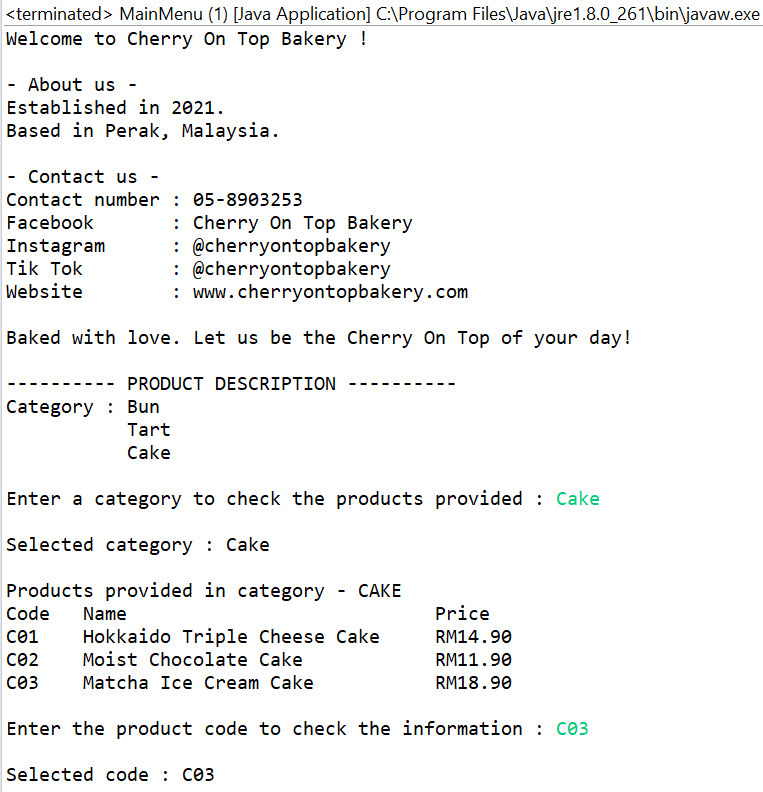 <terminated> MainMenu (1) [Java Application] C:\Program Files\Java\jre1.8.0_261\bin\javaw.exe
Welcome to Cherry On Top Bakery !
- About us -
Established in 2021.
Based in Perak, Malaysia.
- Contact us -
Contact number : 05-8903253
Facebook : Cherry On Top Bakery
Instagram : @cherryontopbakery
Tik Tok : @cherryontopbakery
Website : www.cherryontopbakery.com
Baked with love. Let us be the Cherry On Top of your day!
---------- PRODUCT DESCRIPTION ----------
Category : Bun
Tart
Cake
Enter a category to check the products provided : Cake
Selected category : Cake
Products provided in category - CAKE
Code Name Price
C01 Hokkaido Triple Cheese Cake RM14.90
C02 Moist Chocolate Cake RM11.90
C03 Matcha Ice Cream Cake RM18.90
Enter the product code to check the information : C03
Selected code : C03